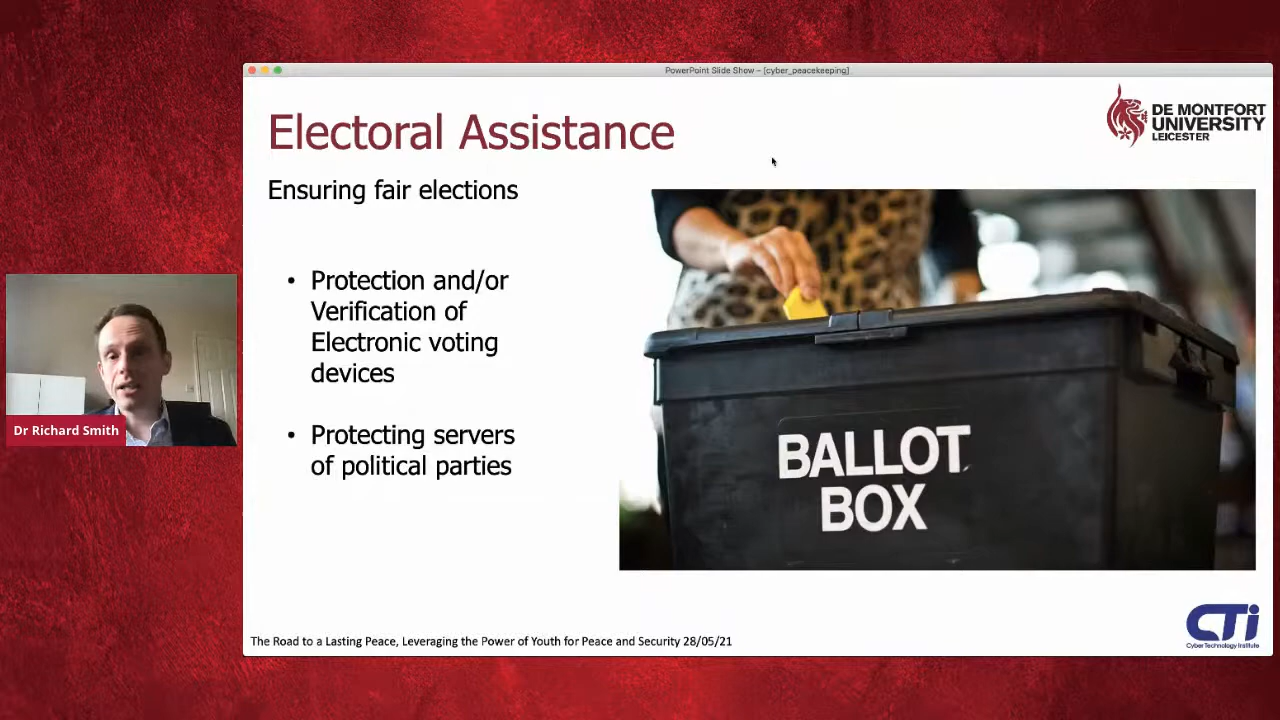 PowerPoint Slide Show – [cyber_peacekeeping]
Electoral Assistance
DE MONTFORT
UNIVERSITY
LEICESTER
Ensuring fair elections
• Protection and/or
Verification of
Electronic voting
devices
• Protecting servers
of political parties
BALLOT
BOX
Dr Richard Smith
The Road to a Lasting Peace, Leveraging the Power of Youth for Peace and Security 28/05/21
CTi
Cyber Technology Institute